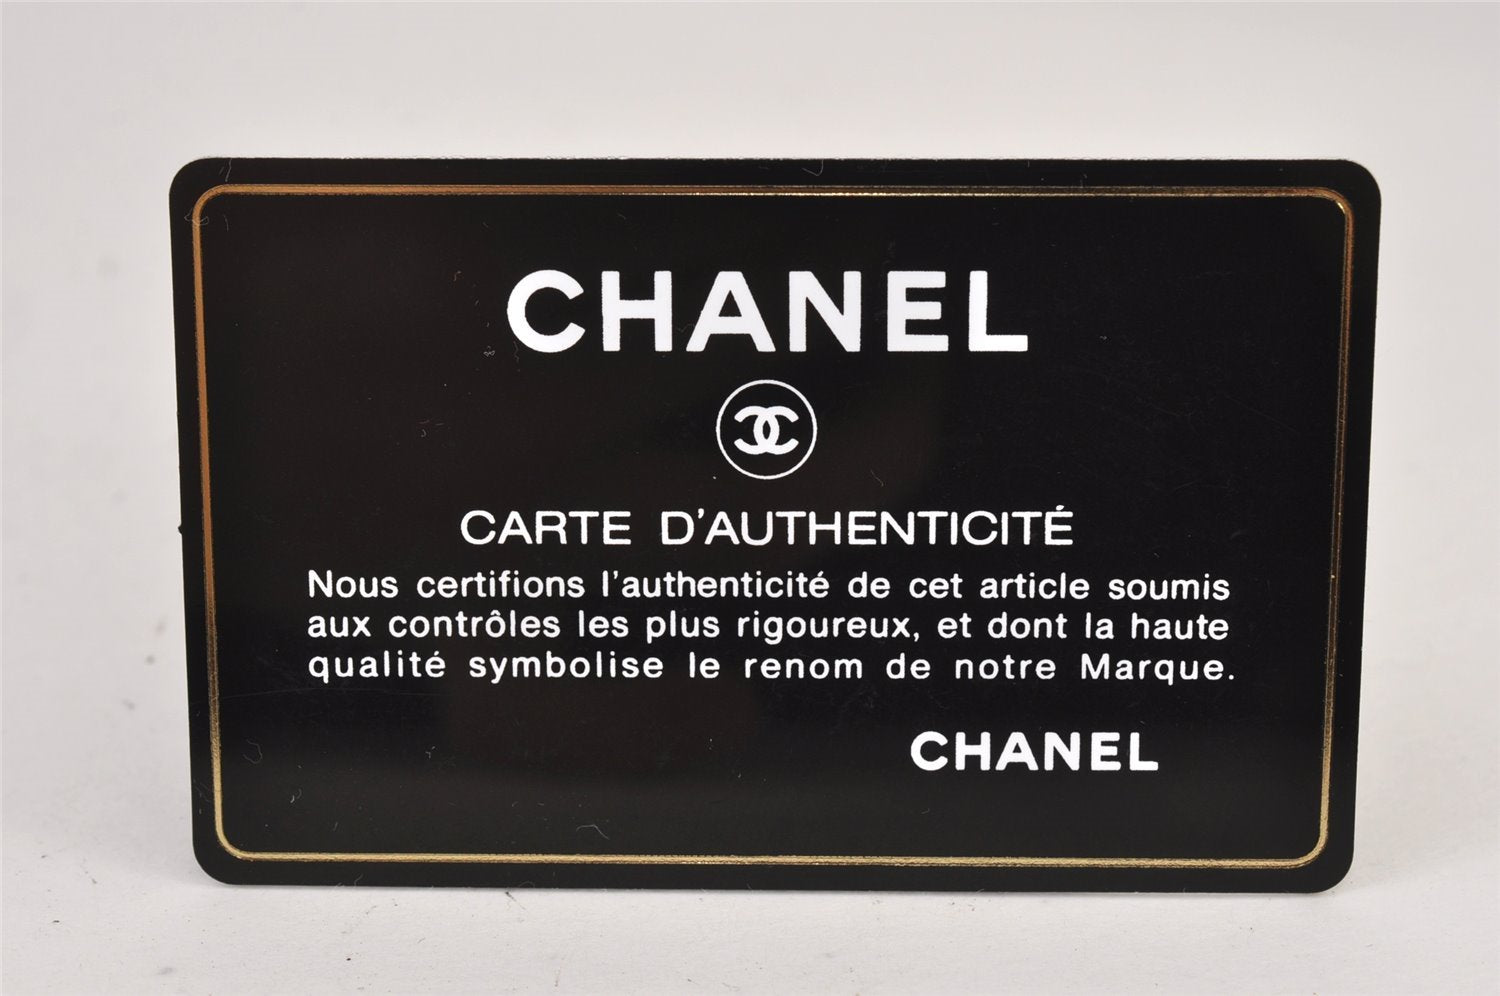 CHANEL
CARTE D'AUTHENTICITÉ
Nous certifions l'authenticité de cet article soumis
aux contrôles les plus rigoureux, et dont la haute
qualité symbolise le renom de notre Marque.
CHANEL